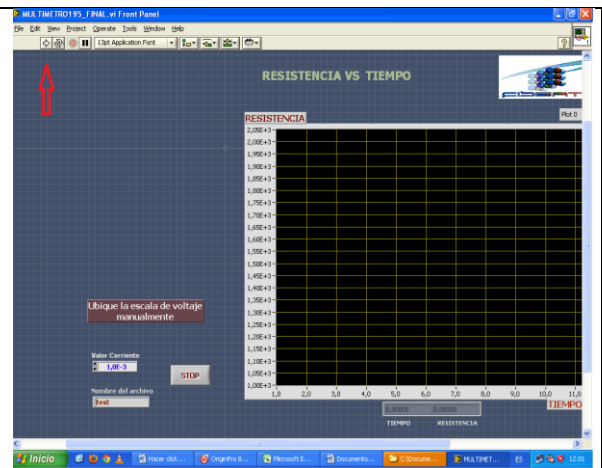 MULTIMETRO195_FINAL.vi Front Panel
File Edit View Project Operate Tools Window Help
13pt Application Font
RESISTENCIA VS TIEMPO
FISBAT
RESISTENCIA
Plot 0
2,05E+3
2,00E+3
1,95E+3
1,90E+3
1,85E+3
1,80E+3
1,75E+3
1,70E+3
1,65E+3
1,60E+3
1,55E+3
1,50E+3
1,45E+3
1,40E+3
1,35E+3
1,30E+3
1,25E+3
1,20E+3
1,15E+3
1,10E+3
1,05E+3
1,00E+3
1,0 2,0 3,0 4,0 5,0 6,0 7,0 8,0 9,0 10,0 11,0
TIEMPO
Ubique la escala de voltaje
manualmente
Valor Corriente
1,0E-3
STOP
Nombre del archivo
test
0,00000 0,00000
TIEMPO RESISTENCIA
Inicio
Hacer click ...
OriginPro 8...
Microsoft E...
Documento...
C:\Docume...
MULTIMET...
ES
12:01